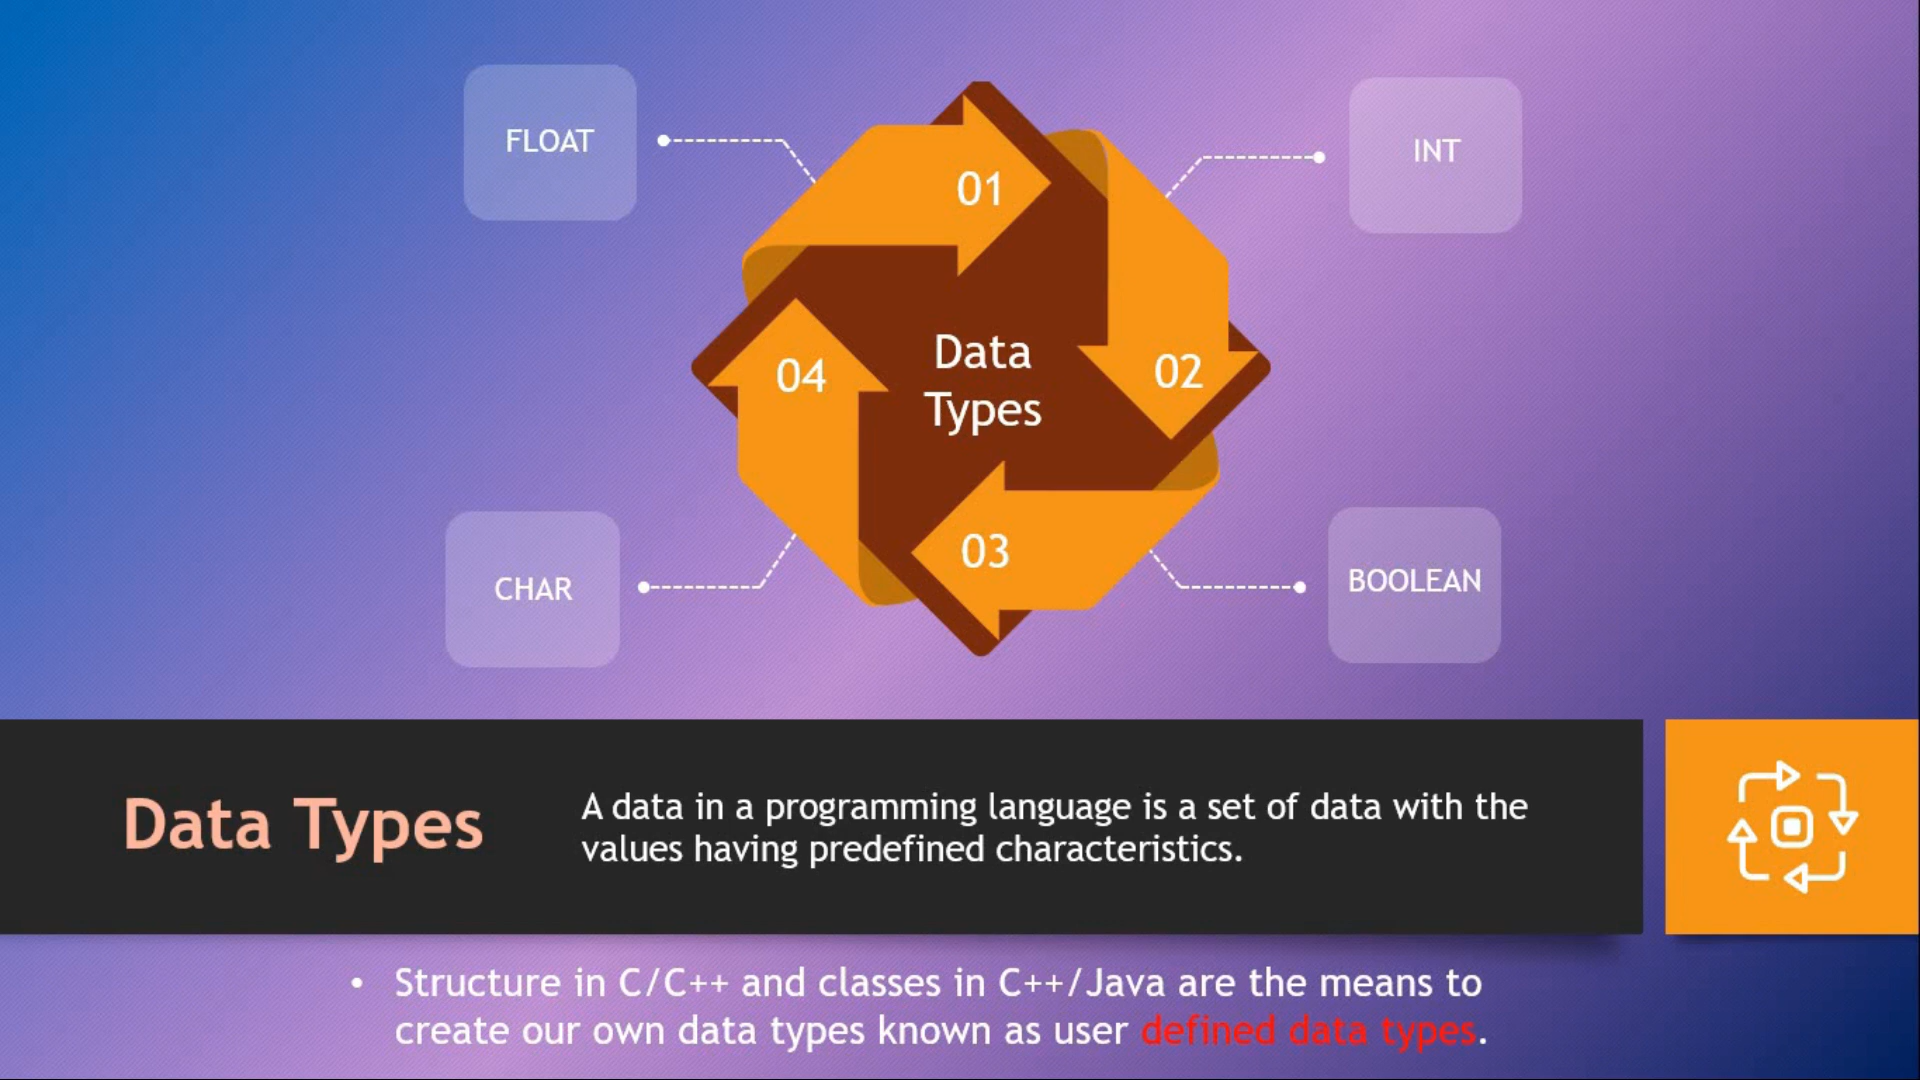 FLOAT
INT
01
Data
Types
02
04
03
CHAR
BOOLEAN
Data Types
A data in a programming language is a set of data with the
values having predefined characteristics.
• Structure in C/C++ and classes in C++/Java are the means to
create our own data types known as user defined data types.